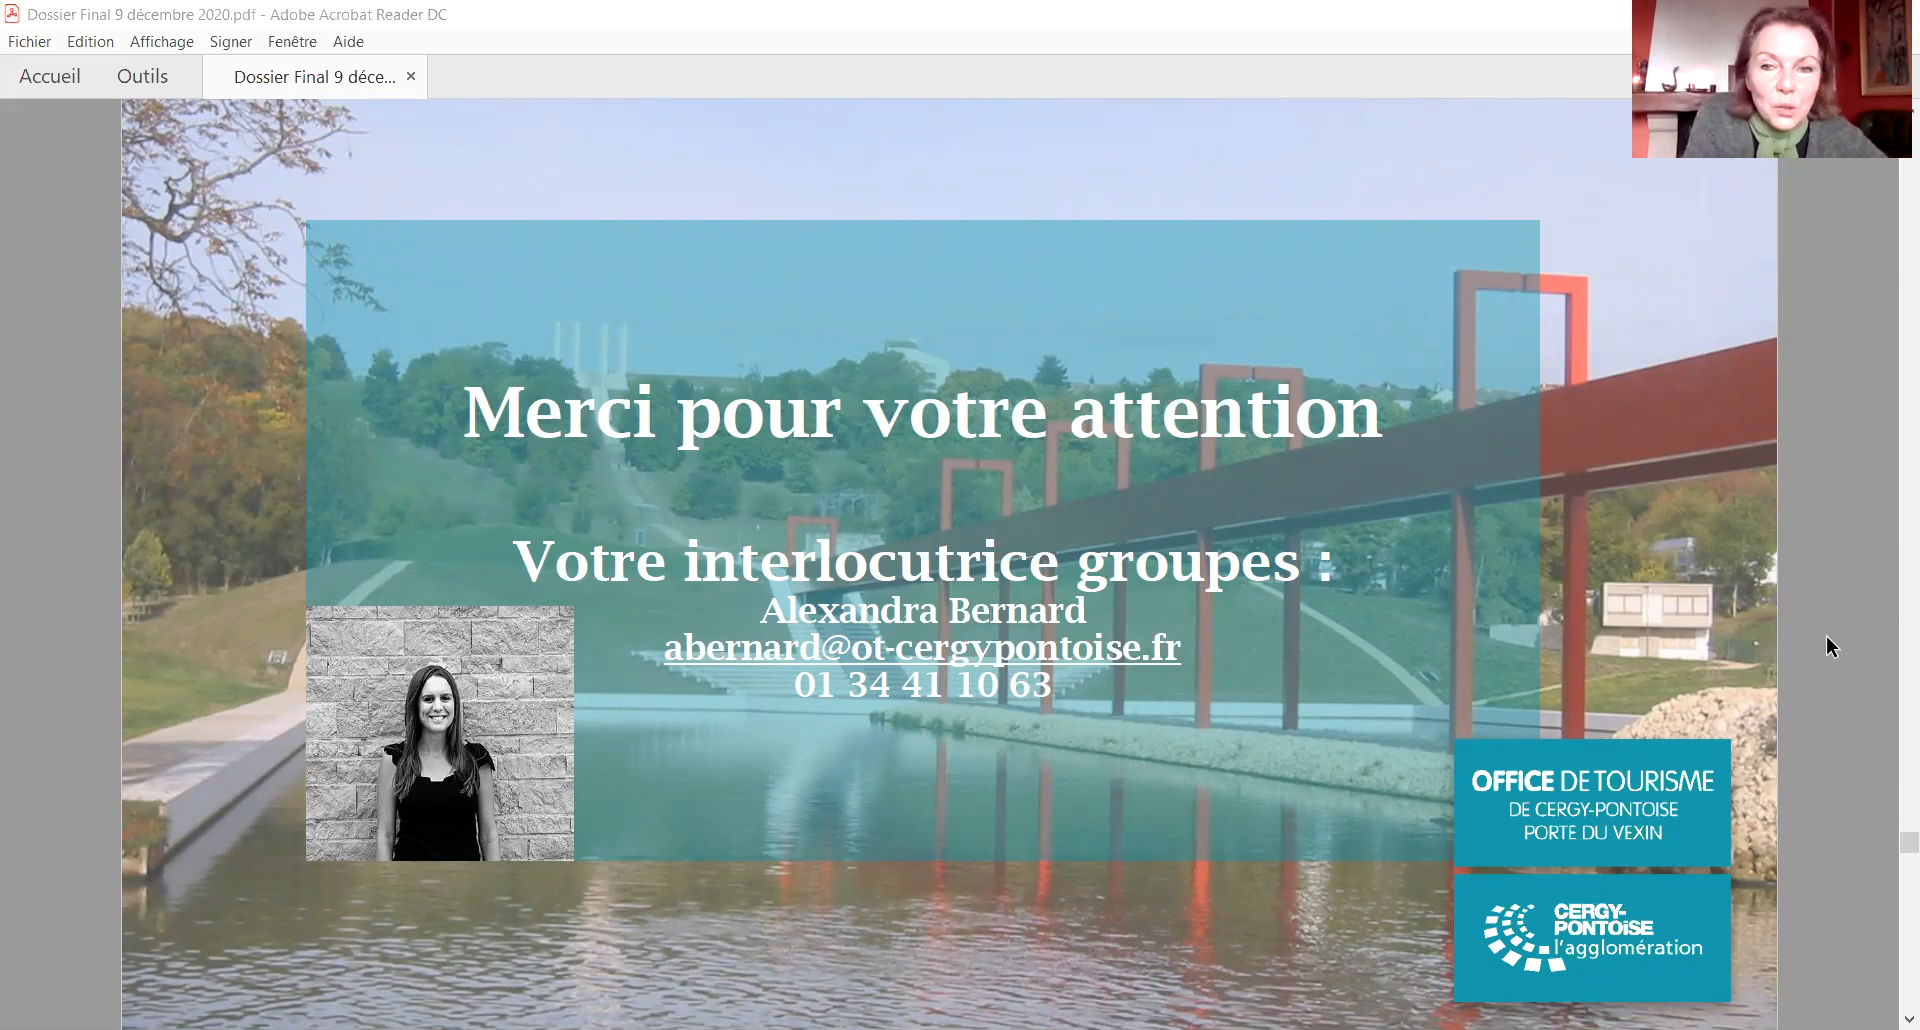 Dossier Final 9 décembre 2020.pdf - Adobe Acrobat Reader DC
Fichier Edition Affichage Signer Fenêtre Aide
Accueil Outils Dossier Final 9 déce... ×
Merci pour votre attention
Votre interlocutrice groupes :
Alexandra Bernard
abernard@ot-cergypontoise.fr
01 34 41 10 63
OFFICE DE TOURISME
DE CERGY-PONTOISE
PORTE DU VEXIN
CERGY-
PONTOiSE
l'agglomération